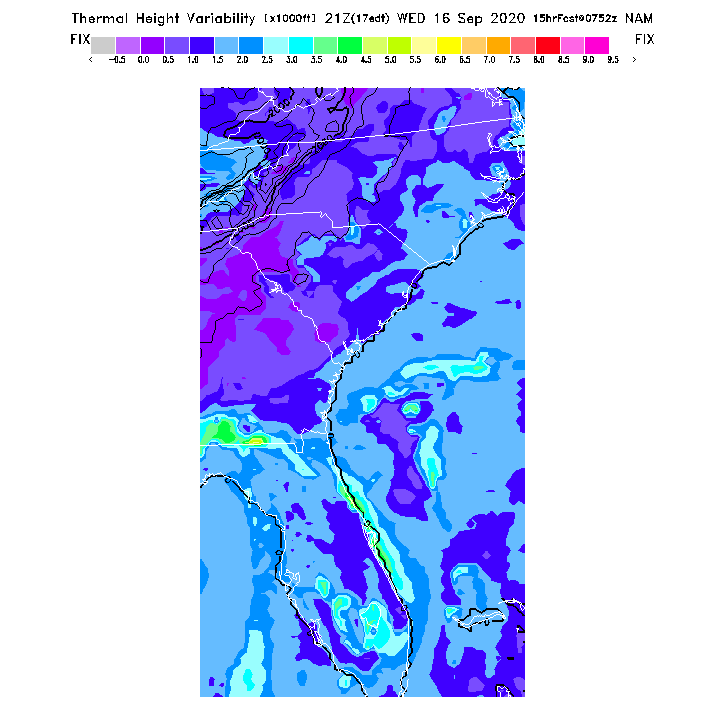 Thermal Height Variability [x1000ft] 21Z(17edt) WED 16 Sep 2020 15hrFcst@0752z NAM
FIX FIX
< -0.5 0.0 0.5 1.0 1.5 2.0 2.5 3.0 3.5 4.0 4.5 5.0 5.5 6.0 6.5 7.0 7.5 8.0 8.5 9.0 9.5 >
2000